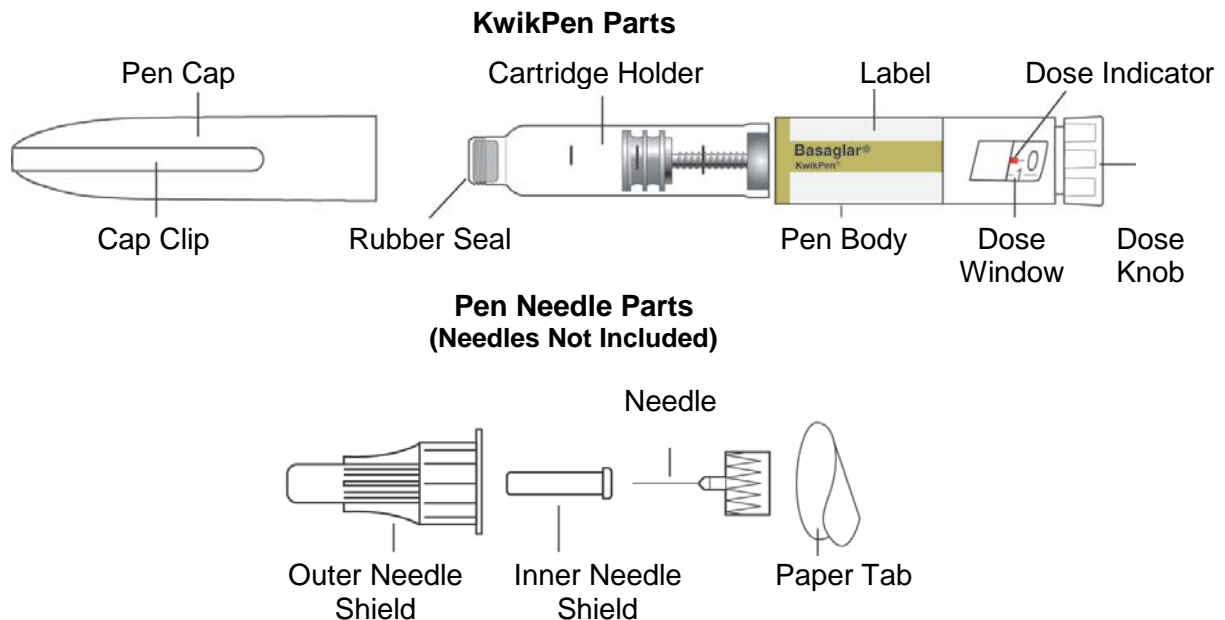 KwikPen Parts
Pen Cap
Cartridge Holder
Label
Dose Indicator
Basaglar®
KwikPen®
0
1
Cap Clip
Rubber Seal
Pen Body
Dose
Window
Dose
Knob
Pen Needle Parts
(Needles Not Included)
Needle
Outer Needle
Shield
Inner Needle
Shield
Paper Tab